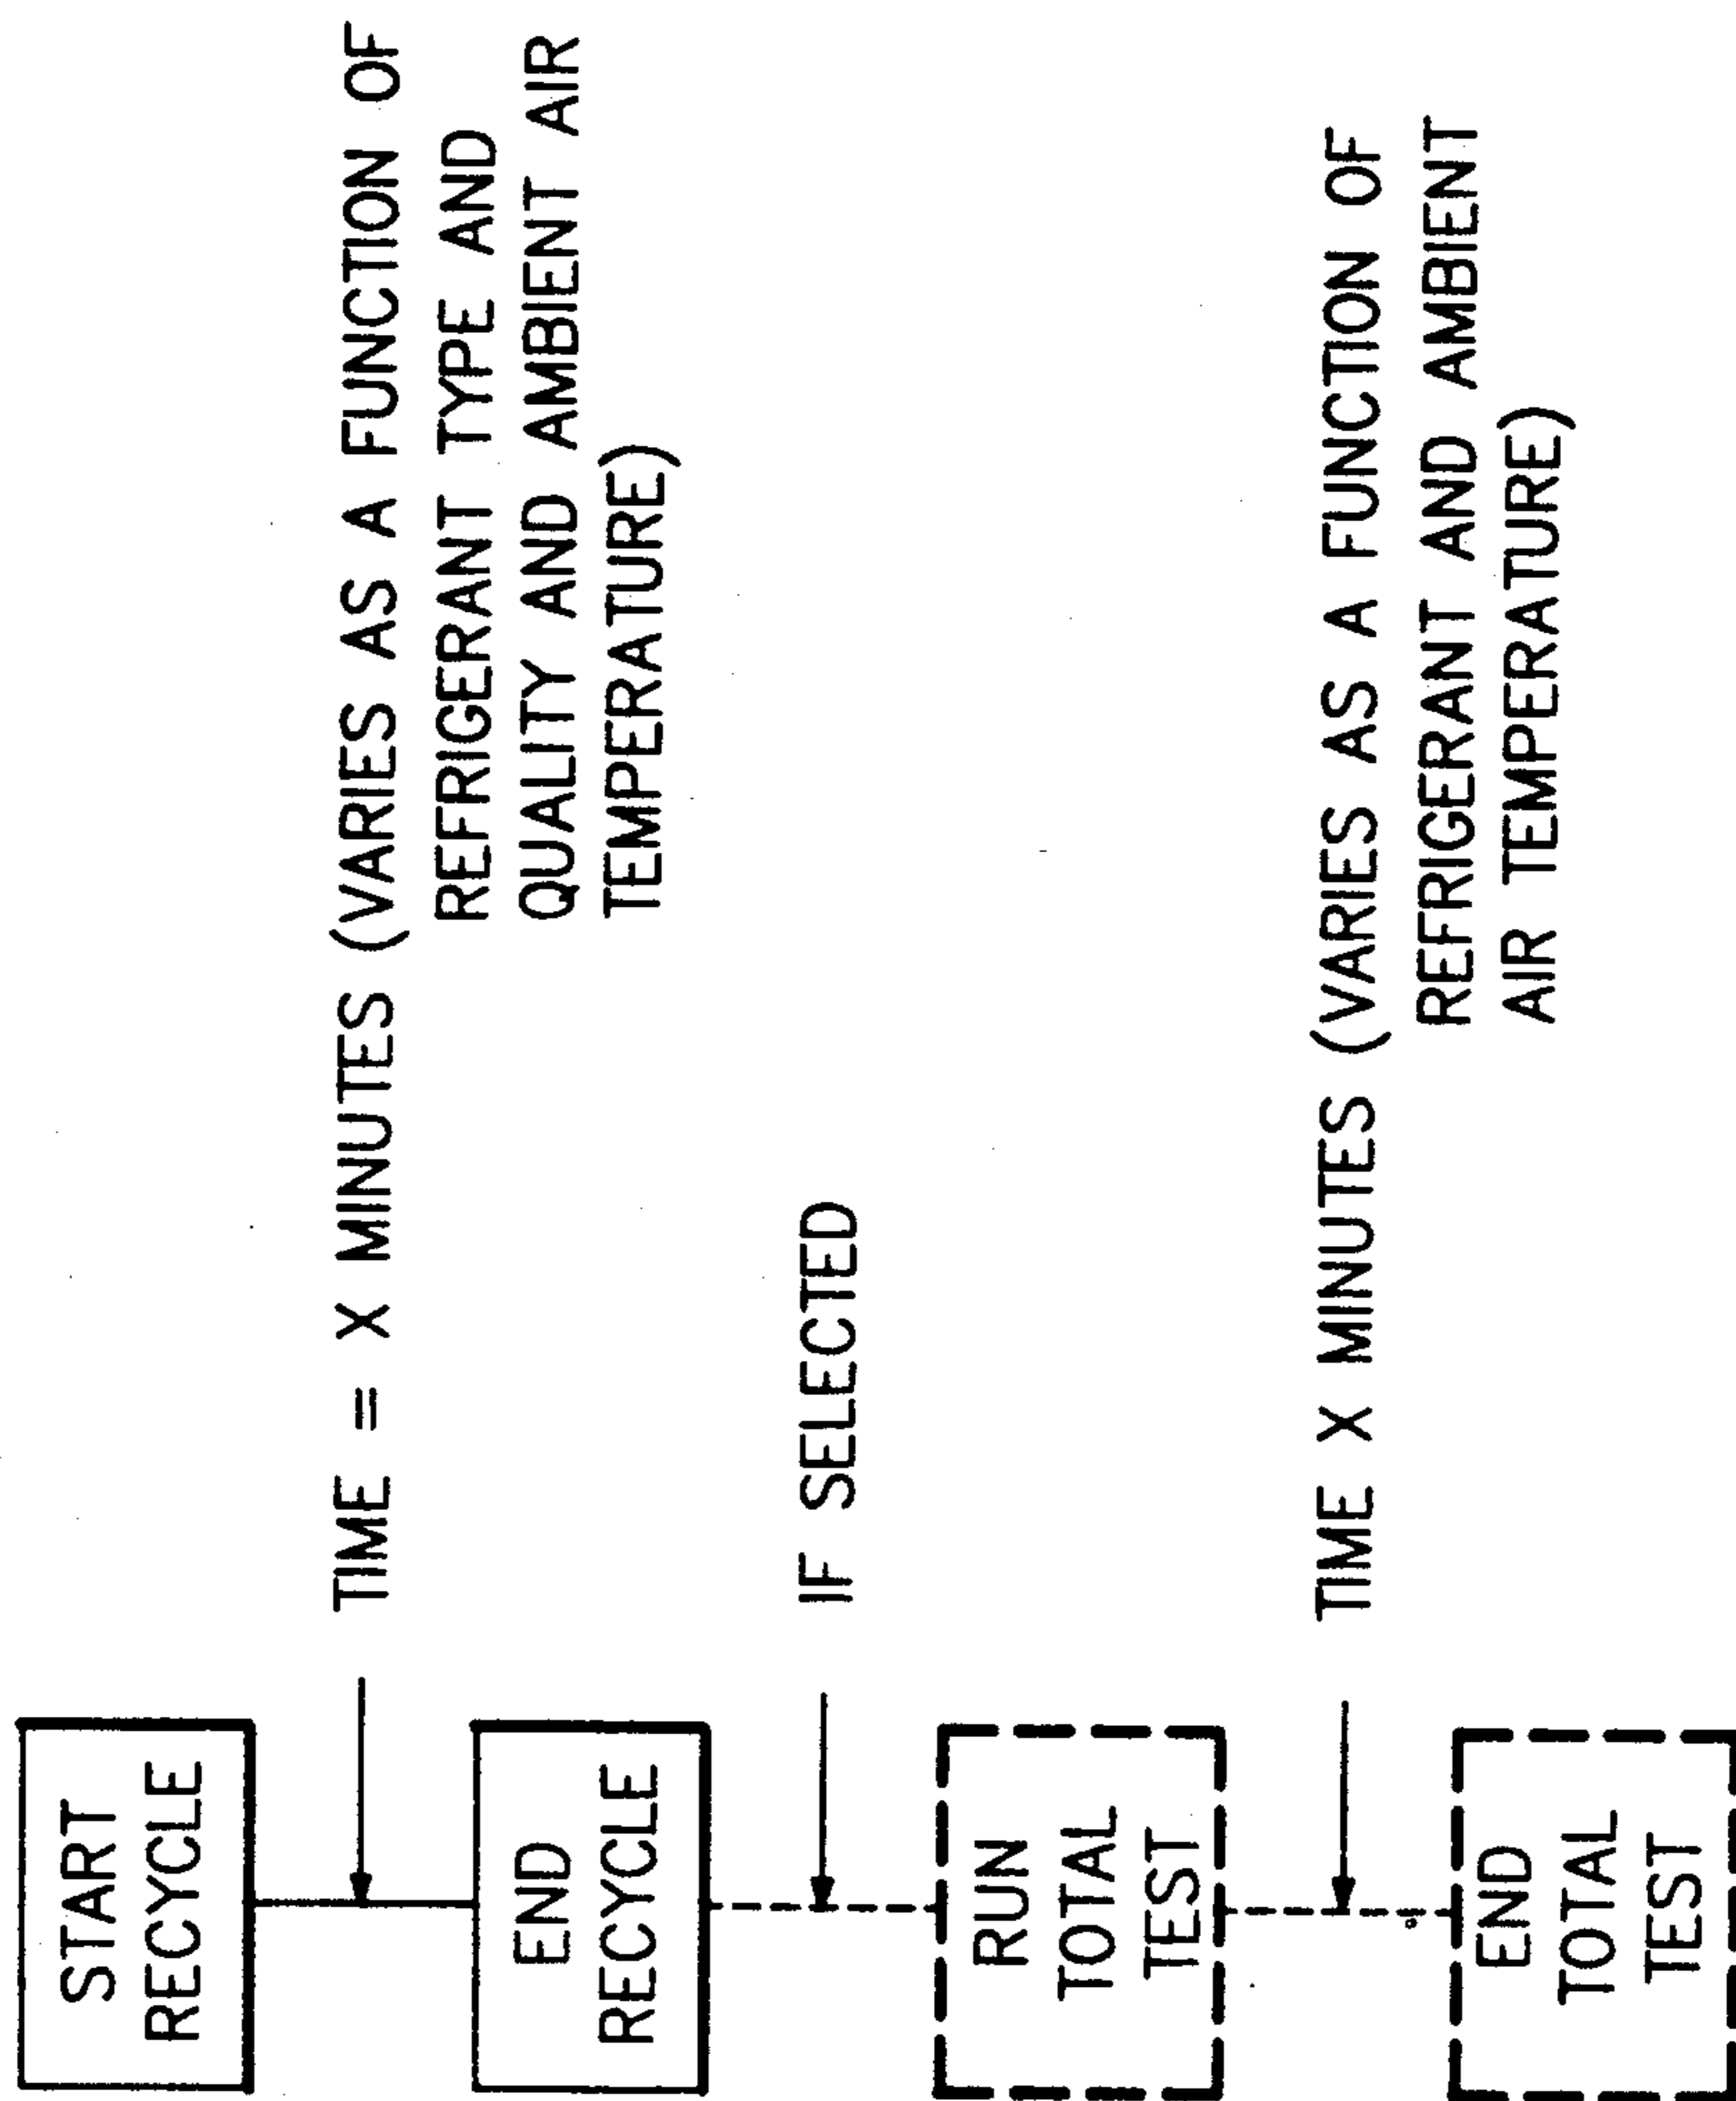 START
RECYCLE
TIME = X MINUTES (VARIES AS A FUNCTION OF
REFRIGERANT TYPE AND
QUALITY AND AMBIENT AIR
TEMPERATURE)
END
RECYCLE
IF SELECTED
RUN
TOTAL
TEST
TIME X MINUTES (VARIES AS A FUNCTION OF
REFRIGERANT AND AMBIENT
AIR TEMPERATURE)
END
TOTAL
TEST